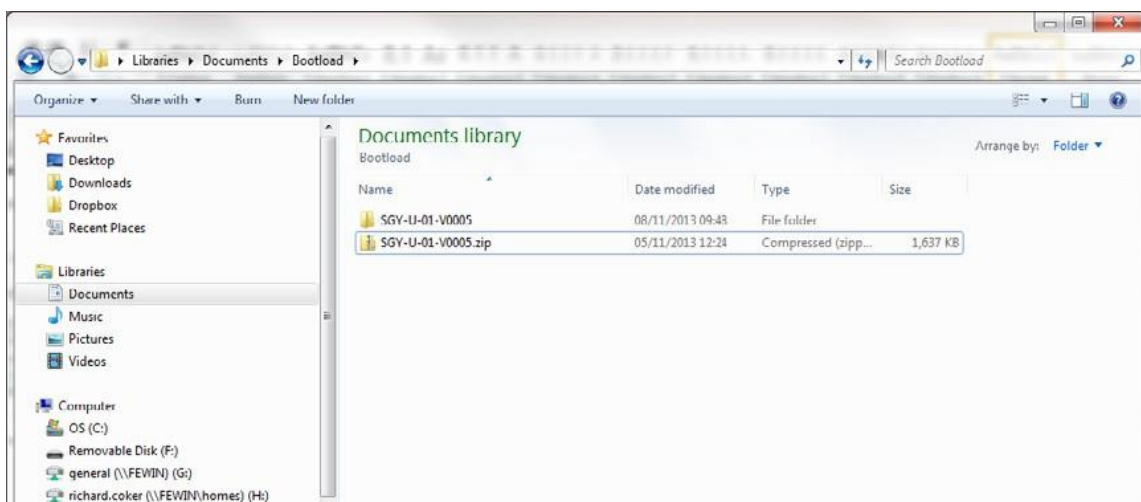 Libraries ▸ Documents ▸ Bootload ▸
Search Bootload
Organize ▾ Share with ▾ Burn New folder
Favorites
Desktop
Downloads
Dropbox
Recent Places
Libraries
Documents
Music
Pictures
Videos
Computer
OS (C:)
Removable Disk (F:)
general (\\FEWIN) (G:)
richard.coker (\\FEWIN\homes) (H:)
Documents library
Bootload
Arrange by: Folder ▾
Name Date modified Type Size
SGY-U-01-V0005 08/11/2013 09:43 File folder
SGY-U-01-V0005.zip 05/11/2013 12:24 Compressed (zipp... 1,637 KB